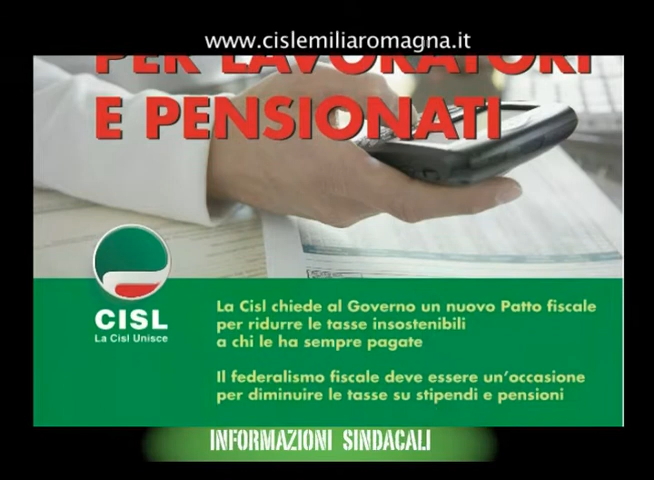 www.cislemiliaromagna.it
PER LAVORATORI
E PENSIONATI
CISL
La Cisl Unisce
La Cisl chiede al Governo un nuovo Patto fiscale
per ridurre le tasse insostenibili
a chi le ha sempre pagate
Il federalismo fiscale deve essere un'occasione
per diminuire le tasse su stipendi e pensioni
INFORMAZIONI SINDACALI